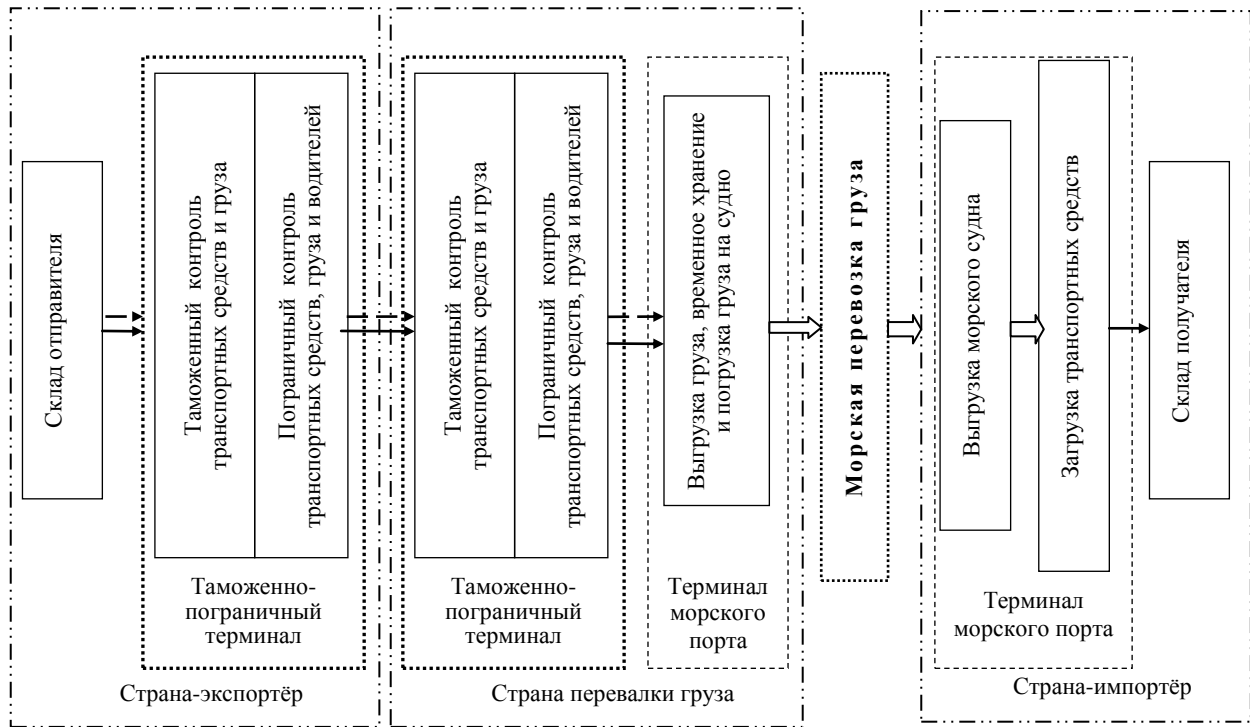 Склад отправителя
Таможенный контроль
транспортных средств и груза
Пограничный контроль
транспортных средств, груза и водителей
Таможенно-
пограничный
терминал
Страна-экспортёр
Таможенный контроль
транспортных средств и груза
Пограничный контроль
транспортных средств, груза и водителей
Таможенно-
пограничный
терминал
Выгрузка груза, временное хранение
и погрузка груза на судно
Терминал
морского
порта
Страна перевалки груза
Морская перевозка груза
Выгрузка морского судна
Загрузка транспортных средств
Терминал
морского порта
Склад получателя
Страна-импортёр